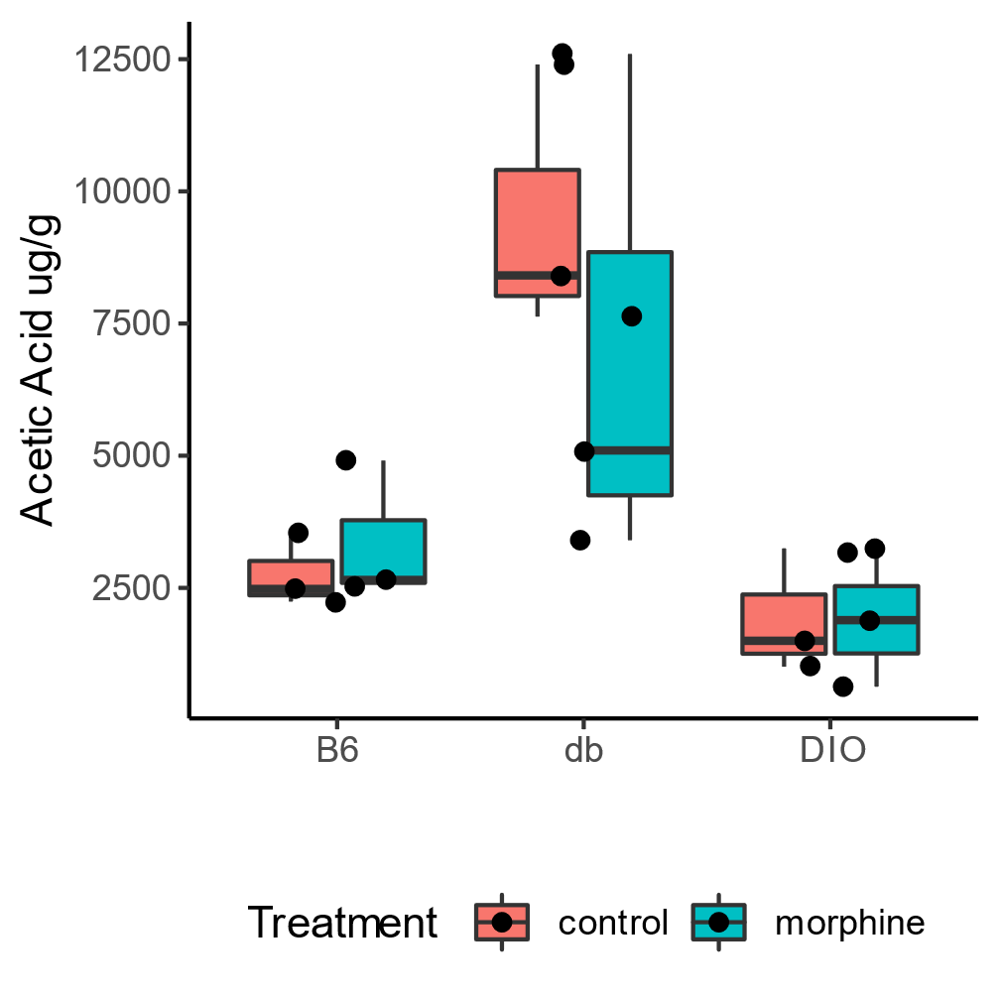 12500
10000
7500
5000
2500
Acetic Acid ug/g
B6 db DIO
Treatment control morphine